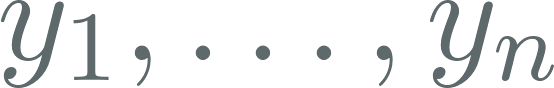 y₁, . . . , yₙ